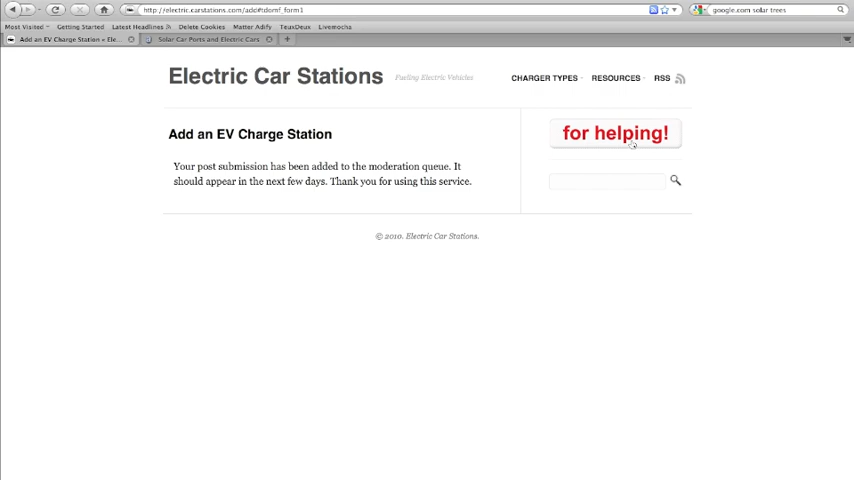 http://electric.carstations.com/add#tdomf_form1
google.com solar trees
Most Visited Getting Started Latest Headlines Delete Cookies Matter Adify TeuxDeux Livemocha
Add an EV Charge Station « Ele... Solar Car Ports and Electric Cars
Electric Car Stations
Fueling Electric Vehicles
CHARGER TYPES RESOURCES RSS
Add an EV Charge Station
for helping!
Your post submission has been added to the moderation queue. It
should appear in the next few days. Thank you for using this service.
© 2010. Electric Car Stations.